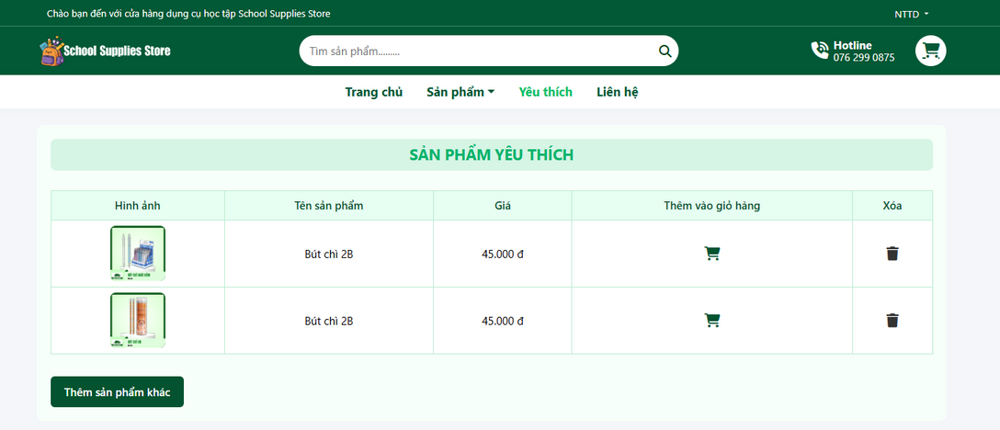 Chào bạn đến với cửa hàng dụng cụ học tập School Supplies Store
NTTD
School Supplies Store
Tìm sản phẩm.........
Hotline
076 299 0875
Trang chủ Sản phẩm Yêu thích Liên hệ
SẢN PHẨM YÊU THÍCH
Hình ảnh Tên sản phẩm Giá Thêm vào giỏ hàng Xóa
Bút chì 2B 45.000 đ
Bút chì 2B 45.000 đ
Thêm sản phẩm khác